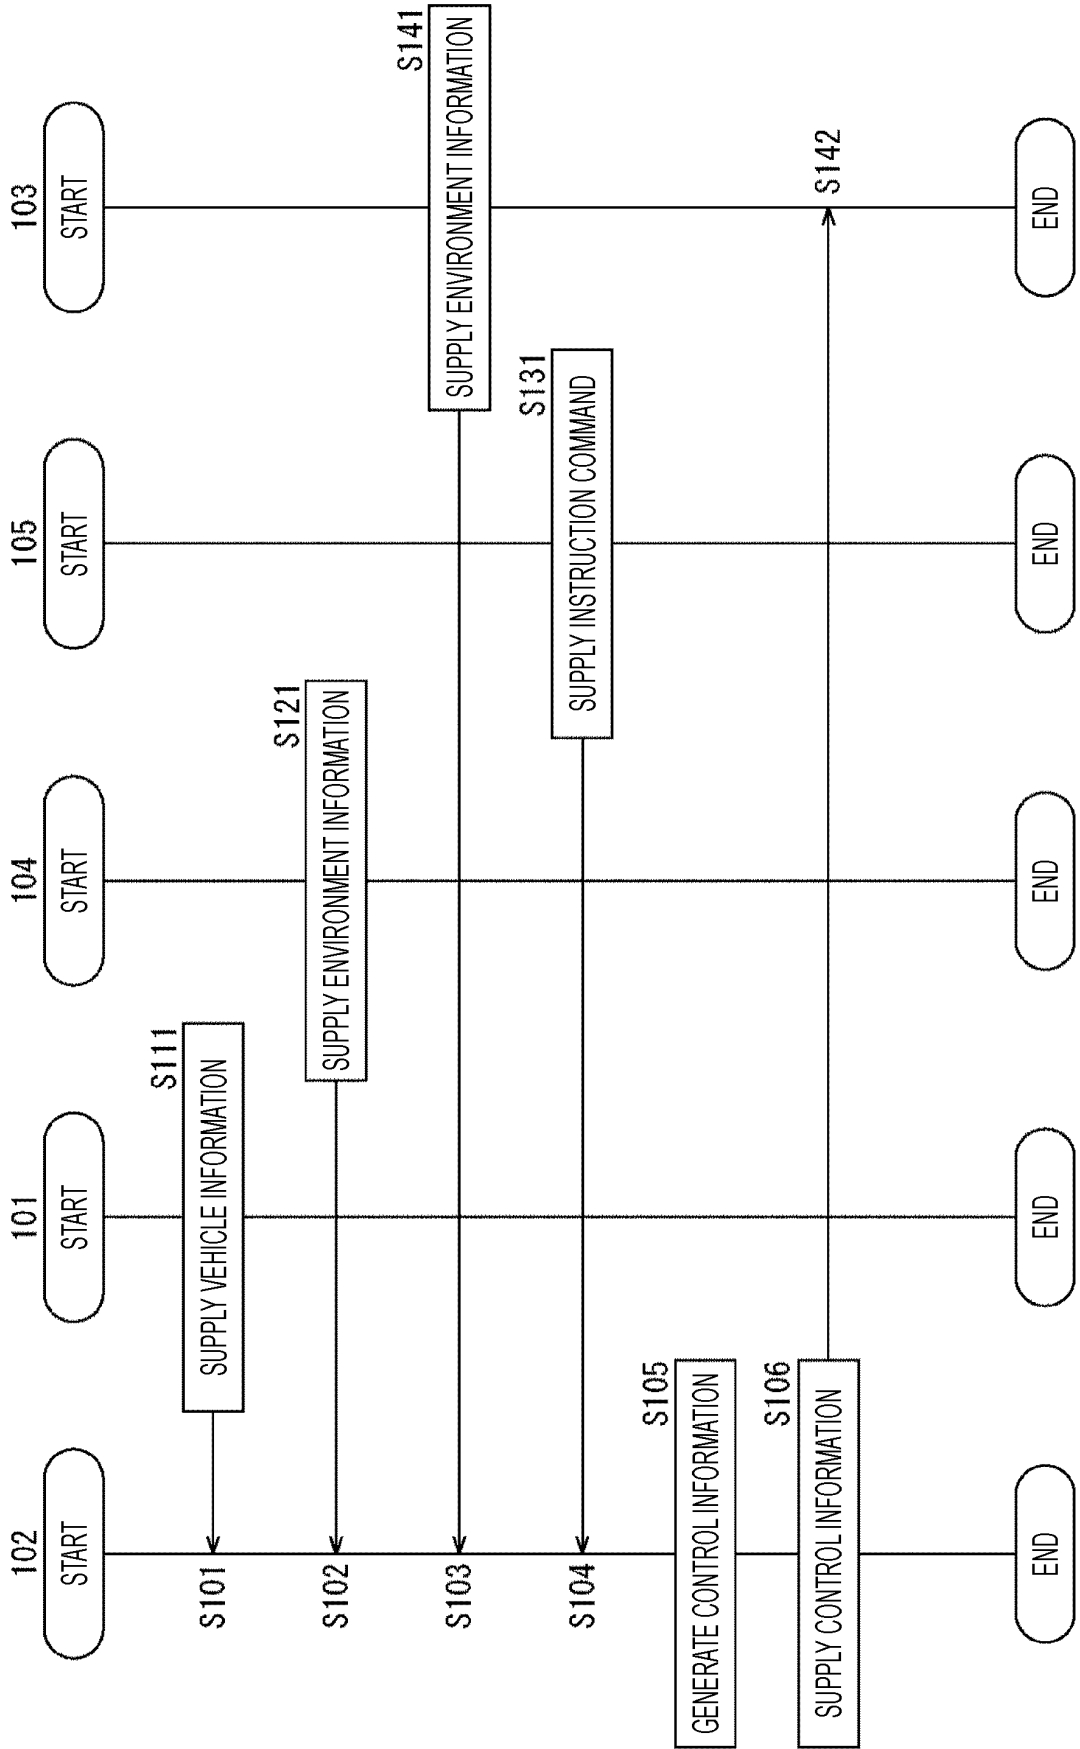 102
101
104
105
103
START
START
START
START
START
S111
S101
SUPPLY VEHICLE INFORMATION
S121
S102
SUPPLY ENVIRONMENT INFORMATION
S141
S103
SUPPLY ENVIRONMENT INFORMATION
S131
S104
SUPPLY INSTRUCTION COMMAND
S105
GENERATE CONTROL INFORMATION
S106
SUPPLY CONTROL INFORMATION
S142
END
END
END
END
END